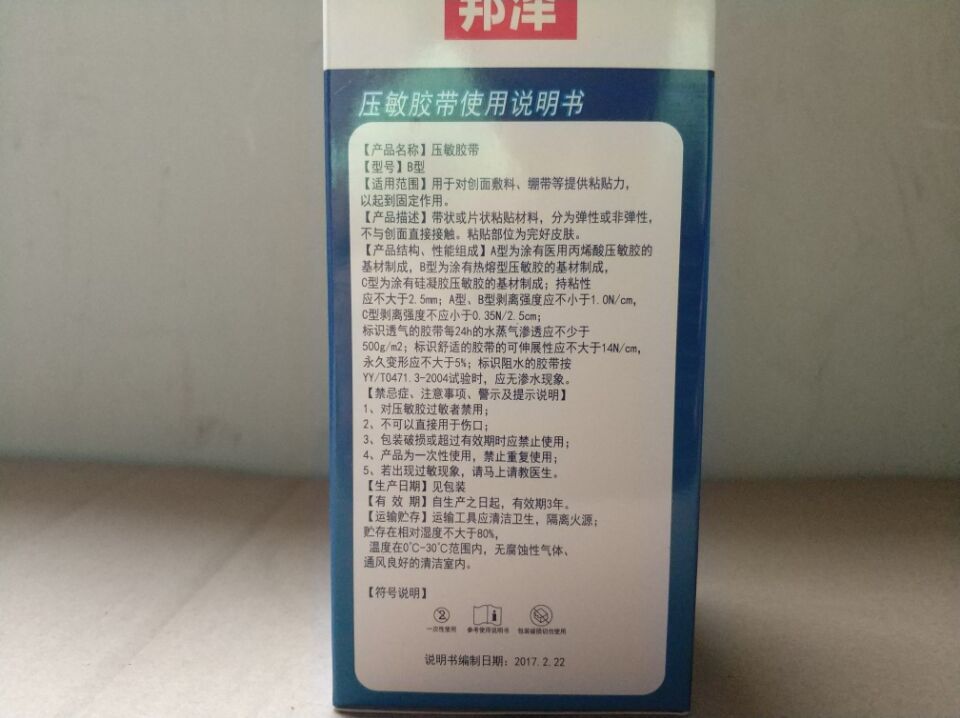 邦泽
压敏胶带使用说明书
【产品名称】压敏胶带
【型号】B型
【适用范围】用于对创面敷料、绷带等提供粘贴力，
以起到固定作用。
【产品描述】带状或片状粘贴材料，分为弹性或非弹性，
不与创面直接接触。粘贴部位为完好皮肤。
【产品结构、性能组成】A型为涂有医用丙烯酸压敏胶的
基材制成，B型为涂有热熔型压敏胶的基材制成，
C型为涂有硅凝胶压敏胶的基材制成；持粘性
应不大于2.5mm；A型、B型剥离强度应不小于1.0N/cm，
C型剥离强度不应小于0.35N/2.5cm；
标识透气的胶带每24h的水蒸气渗透应不少于
500g/m2；标识舒适的胶带的可伸展性应不大于14N/cm，
永久变形应不大于5%；标识阻水的胶带按
YY/T0471.3-2004试验时，应无渗水现象。
【禁忌症、注意事项、警示及提示说明】
1、对压敏胶过敏者禁用；
2、不可以直接用于伤口；
3、包装破损或超过有效期时应禁止使用；
4、产品为一次性使用，禁止重复使用；
5、若出现过敏现象，请马上请教医生。
【生产日期】见包装
【有 效 期】自生产之日起，有效期3年。
【运输贮存】运输工具应清洁卫生，隔离火源；
贮存在相对湿度不大于80%，
温度在0℃-30℃范围内，无腐蚀性气体、
通风良好的清洁室内。
【符号说明】
一次性使用 参考使用说明书 包装破损切勿使用
说明书编制日期：2017.2.22